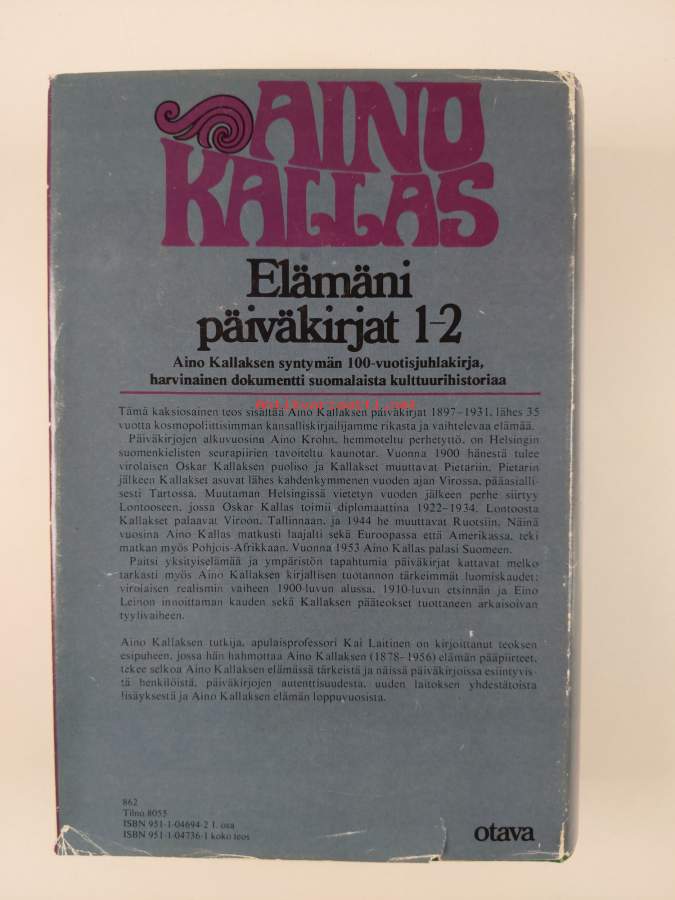 AINO
KALLAS
Elämäni
päiväkirjat 1-2
Aino Kallaksen syntymän 100-vuotisjuhlakirja,
harvinainen dokumentti suomalaista kulttuurihistoriaa
Tämä kaksiosainen teos sisältää Aino Kallaksen päiväkirjat 1897-1931, lähes 35
vuotta kosmopoliittisimman kansalliskirjailijamme rikasta ja vaihtelevaa elämää.
Päiväkirjojen alkuvuosina Aino Krohn, hemmoteltu perhetyttö, on Helsingin
suomenkielisten seurapiirien tavoiteltu kaunotar. Vuonna 1900 hänestä tulee
virolaisen Oskar Kallaksen puoliso ja Kallakset muuttavat Pietariin. Pietarin
jälkeen Kallakset asuvat lähes kahdenkymmenen vuoden ajan Virossa, pääasialli-
sesti Tartossa. Muutaman Helsingissä vietetyn vuoden jälkeen perhe siirtyy
Lontooseen, jossa Oskar Kallas toimii diplomaattina 1922-1934. Lontoosta
Kallakset palaavat Viroon, Tallinnaan, ja 1944 he muuttavat Ruotsiin. Näinä
vuosina Aino Kallas matkusti laajalti sekä Euroopassa että Amerikassa, teki
matkan myös Pohjois-Afrikkaan. Vuonna 1953 Aino Kallas palasi Suomeen.
Paitsi yksityiselämää ja ympäristön tapahtumia päiväkirjat kattavat melko
tarkasti myös Aino Kallaksen kirjallisen tuotannon tärkeimmät luomiskaudet:
virolaisen realismin vaiheen 1900-luvun alussa, 1910-luvun etsinnän ja Eino
Leinon innoittaman kauden sekä Kallaksen pääteokset tuottaneen arkaisoivan
tyylivaiheen.
Aino Kallaksen tutkija, apulaisprofessori Kai Laitinen on kirjoittanut teoksen
esipuheen, jossa hän hahmottaa Aino Kallaksen (1878-1956) elämän pääpiirteet,
tekee selkoa Aino Kallaksen elämässä tärkeistä ja näissä päiväkirjoissa esiintyvis-
tä henkilöistä, päiväkirjojen autenttisuudesta, uuden laitoksen yhdestätoista
lisäyksestä ja Aino Kallaksen elämän loppuvuosista.
862
Tilno 8055
ISBN 951-1-04694-2 1. osa
ISBN 951-1-04736-1 koko teos
otava